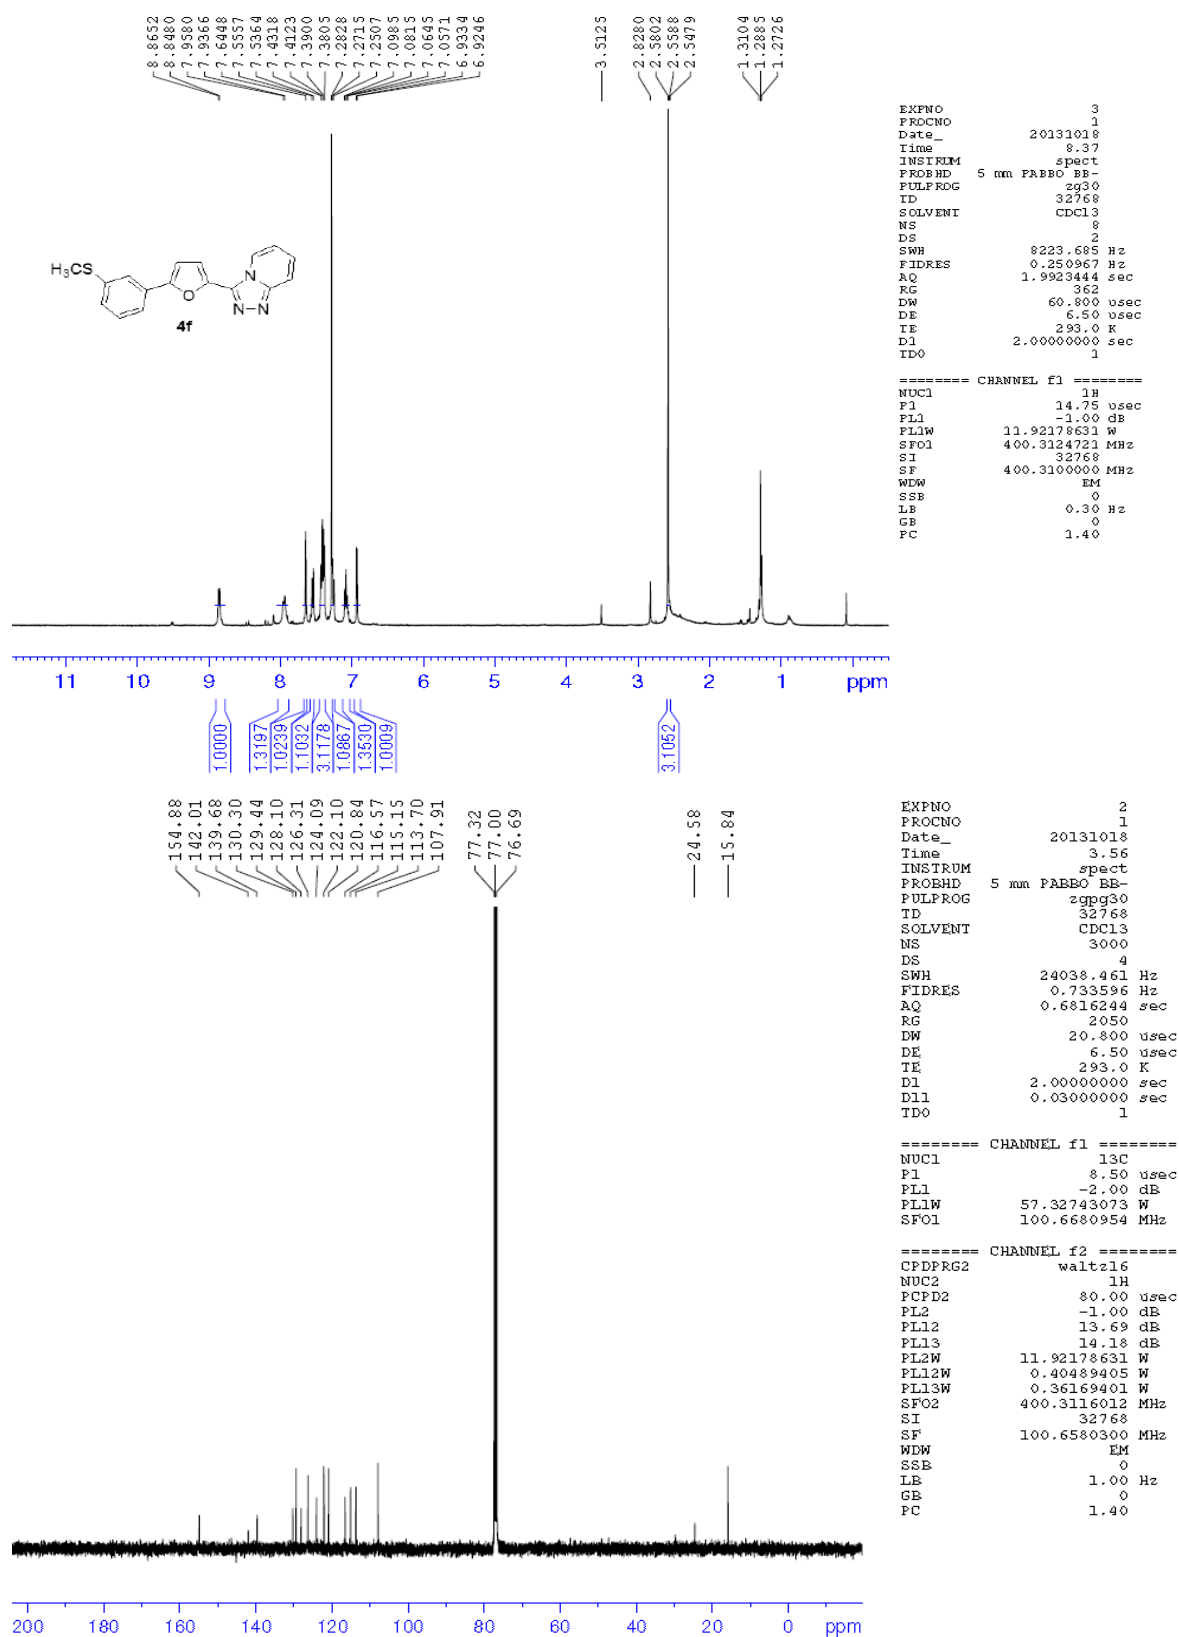 8.8652
8.8480
7.9580
7.9366
7.6448
7.5557
7.5364
7.4318
7.4123
7.3900
7.3805
7.2828
7.2715
7.2507
7.0985
7.0815
7.0645
7.0571
6.9334
6.9246
3.5125
2.8280
2.5802
2.5588
2.5479
1.3104
1.2885
1.2726
EXPNO 3
PROCNO 1
Date_ 20131018
Time 8.37
INSTRUM spect
PROBHD 5 mm PABBO BB-
PULPROG zg30
TD 32768
SOLVENT CDCl3
NS 8
DS 2
SWH 8223.685 Hz
FIDRES 0.250967 Hz
AQ 1.9923444 sec
RG 362
DW 60.800 usec
DE 6.50 usec
TE 293.0 K
D1 2.00000000 sec
TD0 1
======== CHANNEL f1 ========
NUC1 1H
P1 14.75 usec
PL1 -1.00 dB
PL1W 11.92178631 W
SFO1 400.3124721 MHz
SI 32768
SF 400.3100000 MHz
WDW EM
SSB 0
LB 0.30 Hz
GB 0
PC 1.40
H3CS
O
N
N
N
4f
11 10 9 8 7 6 5 4 3 2 1 ppm
1.0000
1.3197
1.0239
1.1032
3.1178
1.0867
1.3530
1.0009
3.1052
154.88
142.01
139.68
130.30
129.44
128.10
126.31
124.09
122.10
120.84
116.57
115.15
113.70
107.91
77.32
77.00
76.69
24.58
15.84
EXPNO 2
PROCNO 1
Date_ 20131018
Time 3.56
INSTRUM spect
PROBHD 5 mm PABBO BB-
PULPROG zgpg30
TD 32768
SOLVENT CDCl3
NS 3000
DS 4
SWH 24038.461 Hz
FIDRES 0.733596 Hz
AQ 0.6816244 sec
RG 2050
DW 20.800 usec
DE 6.50 usec
TE 293.0 K
D1 2.00000000 sec
D11 0.03000000 sec
TD0 1
======== CHANNEL f1 ========
NUC1 13C
P1 8.50 usec
PL1 -2.00 dB
PL1W 57.32743073 W
SFO1 100.6680954 MHz
======== CHANNEL f2 ========
CPDPRG2 waltz16
NUC2 1H
PCPD2 80.00 usec
PL2 -1.00 dB
PL12 13.69 dB
PL13 14.18 dB
PL2W 11.92178631 W
PL12W 0.40489405 W
PL13W 0.36169401 W
SFO2 400.3116012 MHz
SI 32768
SF 100.6580300 MHz
WDW EM
SSB 0
LB 1.00 Hz
GB 0
PC 1.40
200 180 160 140 120 100 80 60 40 20 0 ppm